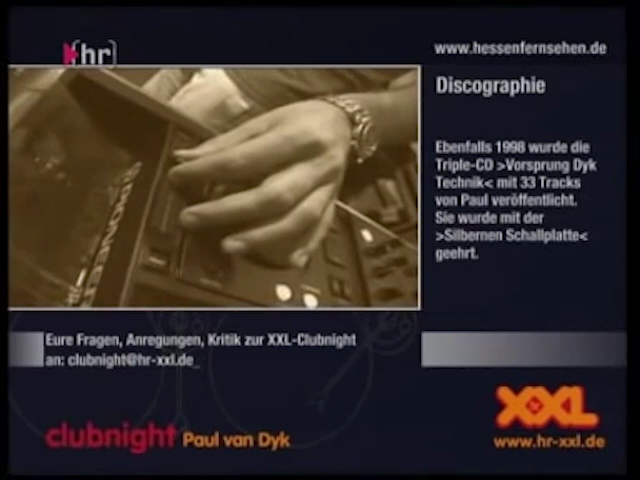 hr
www.hessenfernsehen.de
Discographie
Ebenfalls 1998 wurde die
Triple-CD >Vorsprung Dyk
Technik< mit 33 Tracks
von Paul veröffentlicht.
Sie wurde mit der
>Silbernen Schallplatte<
geehrt.
PIONEER
Eure Fragen, Anregungen, Kritik zur XXL-Clubnight
an: clubnight@hr-xxl.de_
XXL
hr
clubnight Paul van Dyk
www.hr-xxl.de